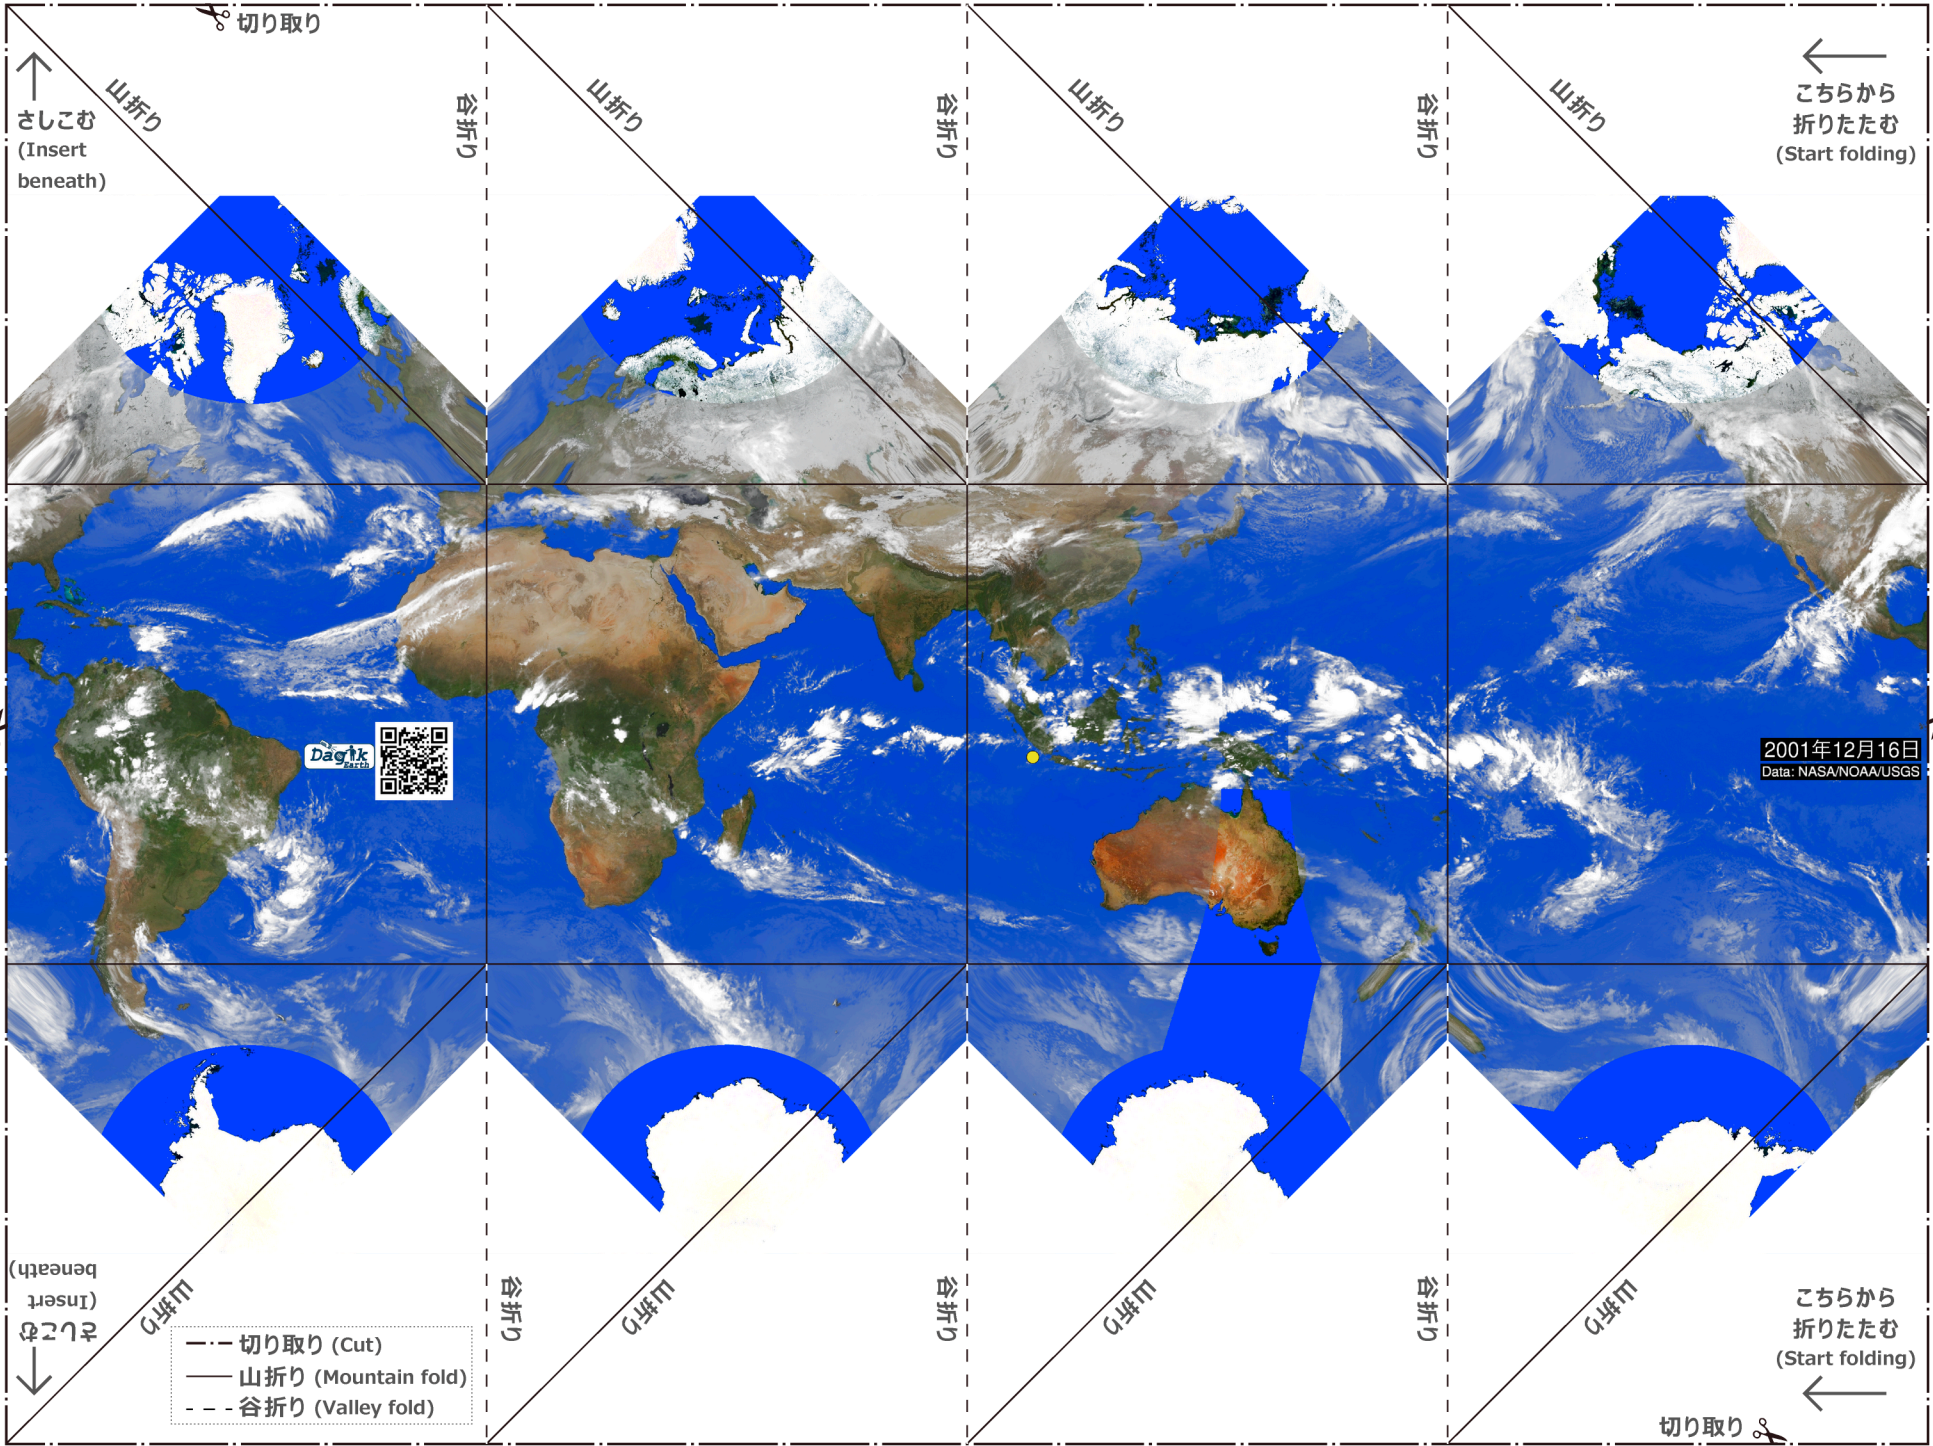 切り取り
山折り
谷折り
山折り
谷折り
山折り
谷折り
山折り
さしこむ
(Insert
beneath)
こちらから
折りたたむ
(Start folding)
Dagik
Earth
2001年12月16日
Data: NASA/NOAA/USGS
さしこむ
(Insert
beneath)
山折り
谷折り
山折り
谷折り
山折り
谷折り
山折り
切り取り (Cut)
山折り (Mountain fold)
谷折り (Valley fold)
こちらから
折りたたむ
(Start folding)
切り取り